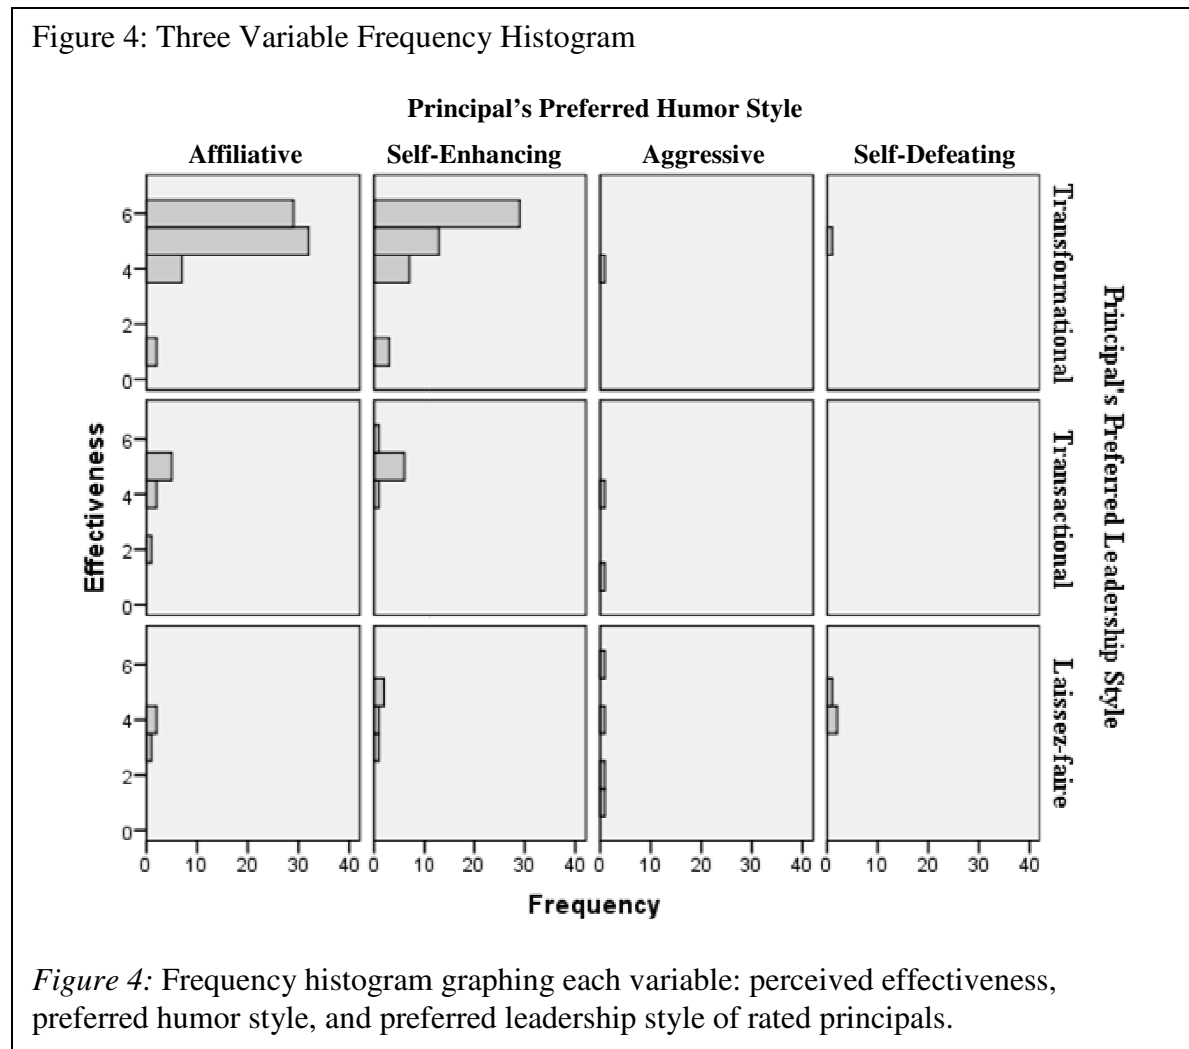 Figure 4: Three Variable Frequency Histogram
Principal's Preferred Humor Style
Affiliative Self-Enhancing Aggressive Self-Defeating
6
4
2
0
Transformational
6
4
2
0
Transactional
6
4
2
0
Laissez-faire
Effectiveness
Principal's Preferred Leadership Style
0 10 20 30 40 0 10 20 30 40 0 10 20 30 40 0 10 20 30 40
Frequency
Figure 4: Frequency histogram graphing each variable: perceived effectiveness,
preferred humor style, and preferred leadership style of rated principals.